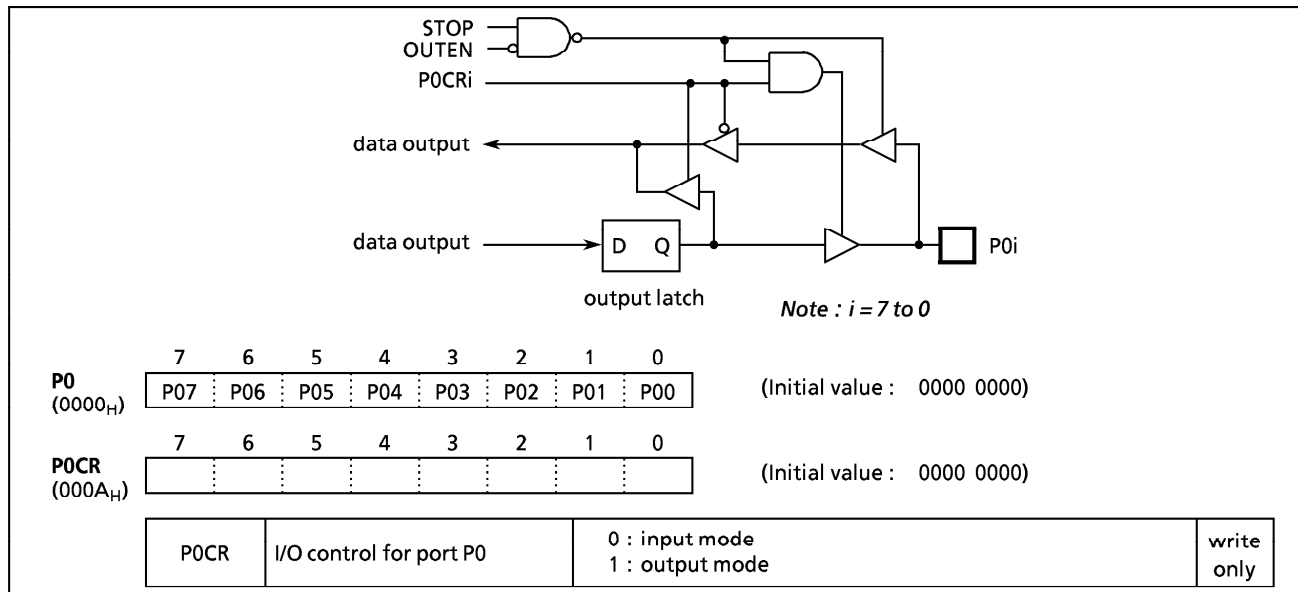 STOP
OUTEN
P0CRi
data output
data output
D Q
P0i
output latch
Note : i = 7 to 0
7 6 5 4 3 2 1 0
P0
(0000H)
P07 P06 P05 P04 P03 P02 P01 P00
(Initial value : 0000 0000)
7 6 5 4 3 2 1 0
P0CR
(000AH)
(Initial value : 0000 0000)
P0CR
I/O control for port P0
0 : input mode
1 : output mode
write
only